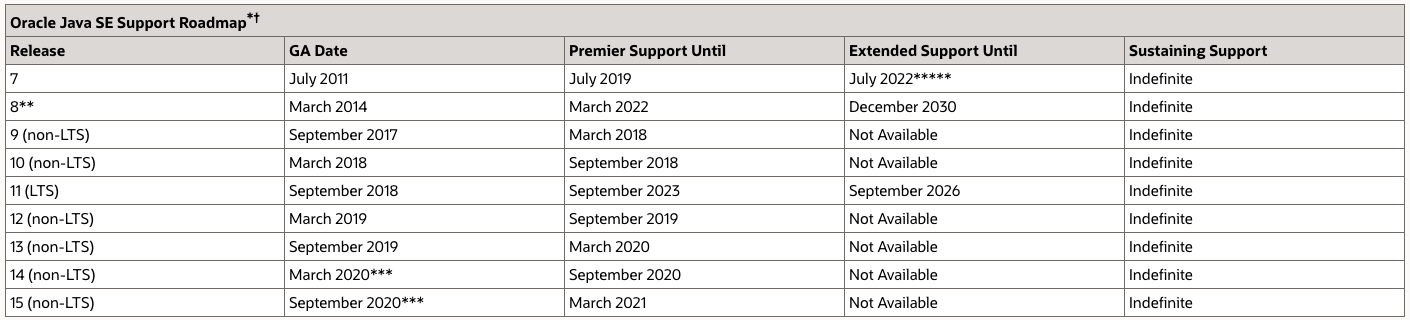 Oracle Java SE Support Roadmap*†
Release GA Date Premier Support Until Extended Support Until Sustaining Support
7 July 2011 July 2019 July 2022***** Indefinite
8** March 2014 March 2022 December 2030 Indefinite
9 (non-LTS) September 2017 March 2018 Not Available Indefinite
10 (non-LTS) March 2018 September 2018 Not Available Indefinite
11 (LTS) September 2018 September 2023 September 2026 Indefinite
12 (non-LTS) March 2019 September 2019 Not Available Indefinite
13 (non-LTS) September 2019 March 2020 Not Available Indefinite
14 (non-LTS) March 2020*** September 2020 Not Available Indefinite
15 (non-LTS) September 2020*** March 2021 Not Available Indefinite